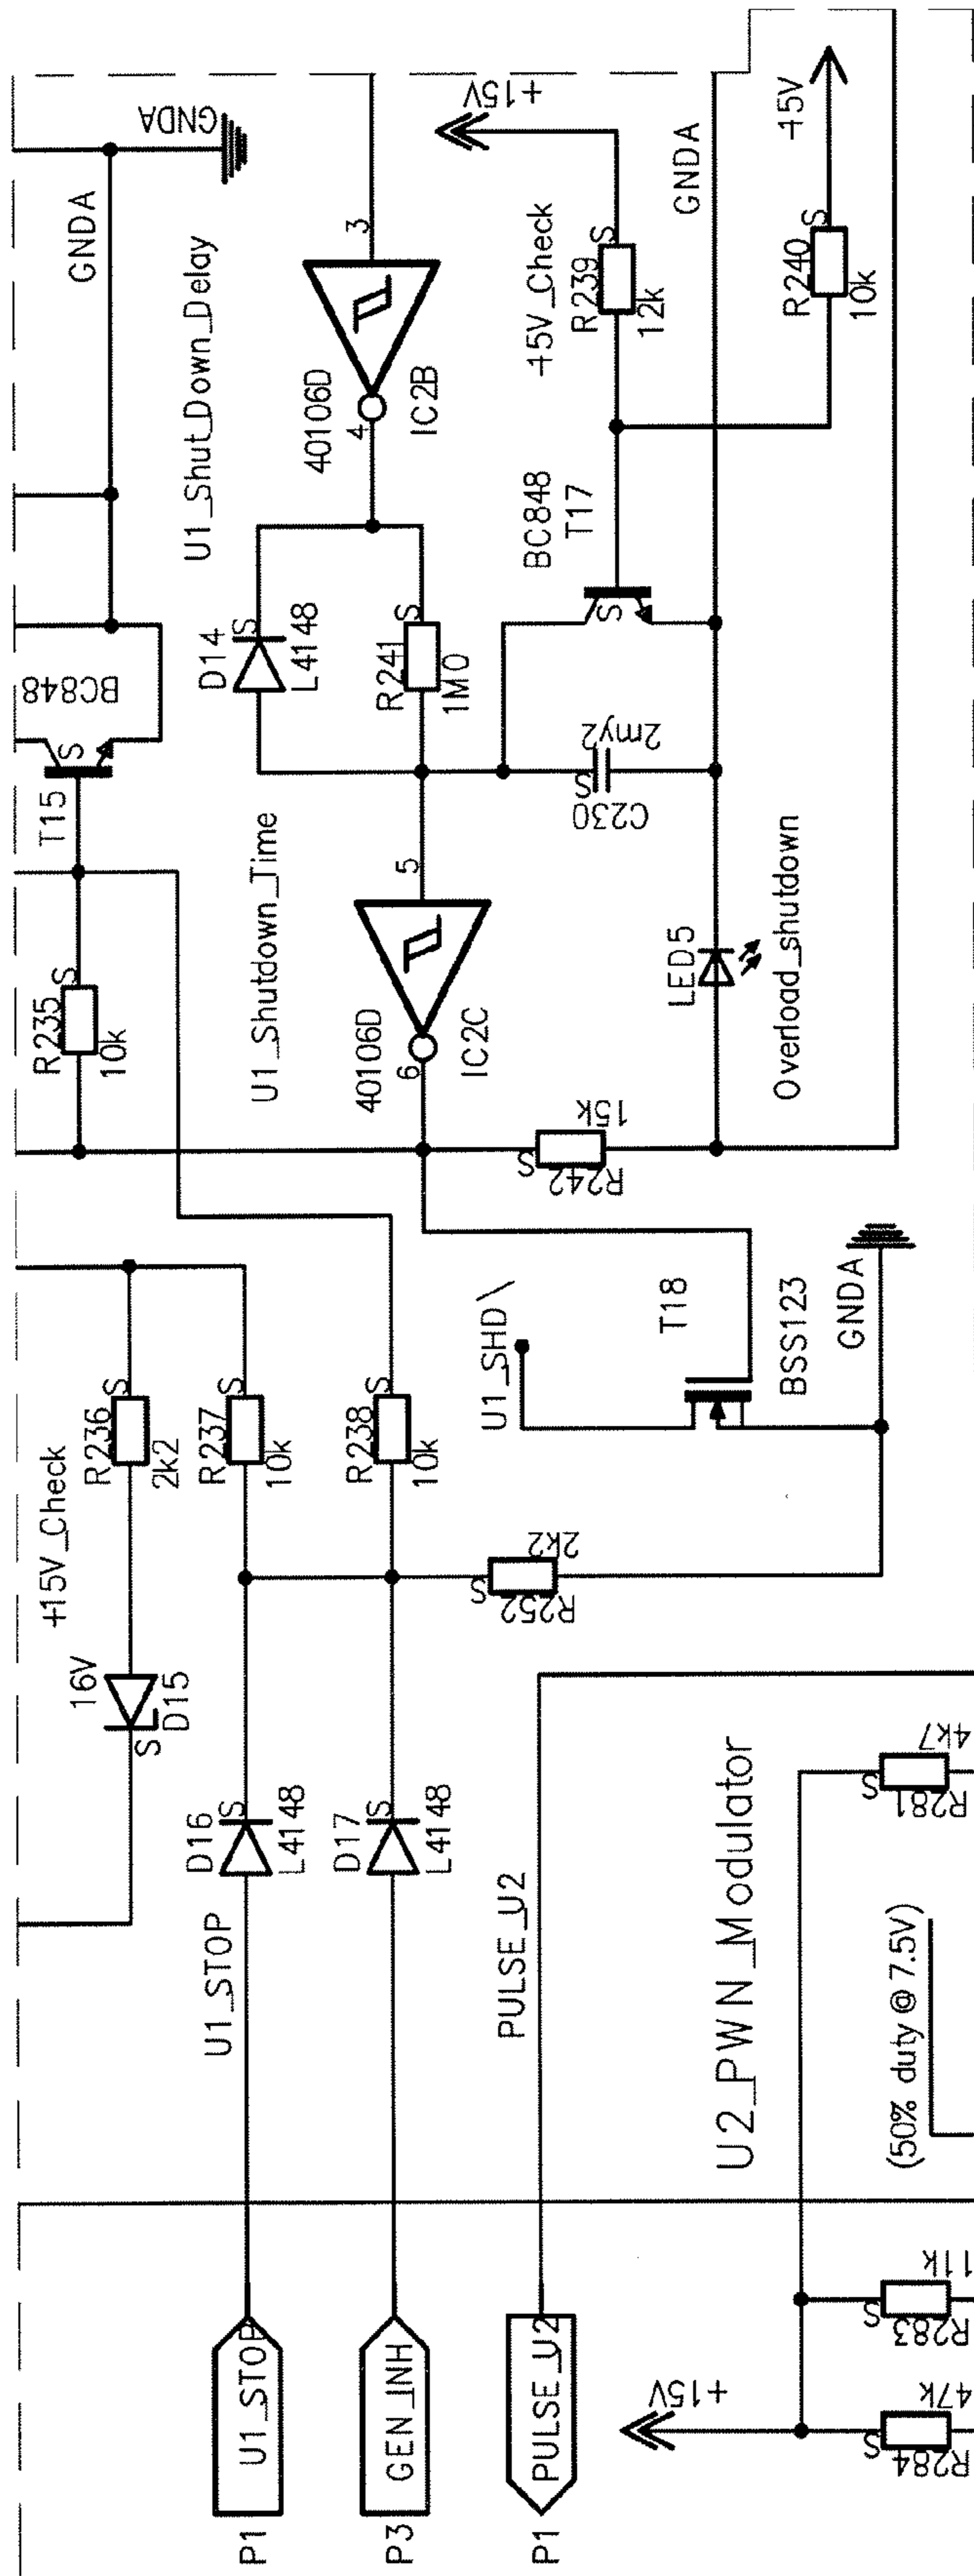 GNDA
GNDA
U1_Shut_Down_Delay
+15V
3
40106D
4
IC2B
-15V_Check
R239
S
12k
GNDA
-15V
R240
S
10k
BC848
T17
S
D14
S
L4148
R241
S
1M0
BC848
S
T15
C230
S
2my2
U1_Shutdown_Time
5
40106D
6
IC2C
LED5
Overload_shutdown
R235
S
10k
R242
S
15k
+15V_Check
R236
S
2k2
R237
S
10k
R238
S
10k
U1_SHD\
T18
BSS123
GNDA
R252
S
2k2
16V
S
D15
D16
S
L4148
D17
S
L4148
U1_STOP
PULSE_U2
U2_PWN_Modulator
(50% duty @ 7.5V)
R281
S
4k7
P1
U1_STOP
P3
GEN_INH
P1
PULSE_U2
+15V
R283
S
11k
R284
S
47k